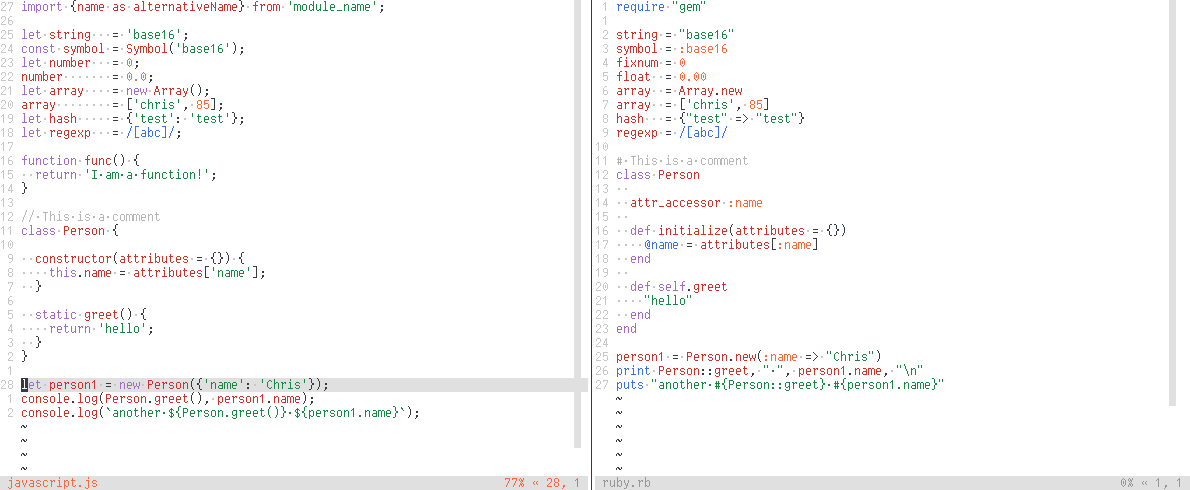 27 import {name as alternativeName} from 'module_name';
26
25 let string   = 'base16';
24 const symbol = Symbol('base16');
23 let number   = 0;
22 number       = 0.0;
21 let array    = new Array();
20 array        = ['chris', 85];
19 let hash     = {'test': 'test'};
18 let regexp   = /[abc]/;
17
16 function func() {
15   return 'I am a function!';
14 }
13
12 // This is a comment
11 class Person {
10
9   constructor(attributes = {}) {
8     this.name = attributes['name'];
7   }
6
5   static greet() {
4     return 'hello';
3   }
2 }
1
28 let person1 = new Person({'name': 'Chris'});
1 console.log(Person.greet(), person1.name);
2 console.log(`another ${Person.greet()} ${person1.name}`);
~
~
~
~
javascript.js 77% « 28, 1
1 require "gem"
1
2 string = "base16"
3 symbol = :base16
4 fixnum = 0
5 float  = 0.00
6 array  = Array.new
7 array  = ['chris', 85]
8 hash   = {"test" => "test"}
9 regexp = /[abc]/
10
11 # This is a comment
12 class Person
13
14   attr_accessor :name
15
16   def initialize(attributes = {})
17     @name = attributes[:name]
18   end
19
20   def self.greet
21     "hello"
22   end
23 end
24
25 person1 = Person.new(:name => "Chris")
26 print Person::greet, " ", person1.name, "\n"
27 puts "another #{Person::greet} #{person1.name}"
~
~
~
~
~
~
ruby.rb 0% « 1, 1